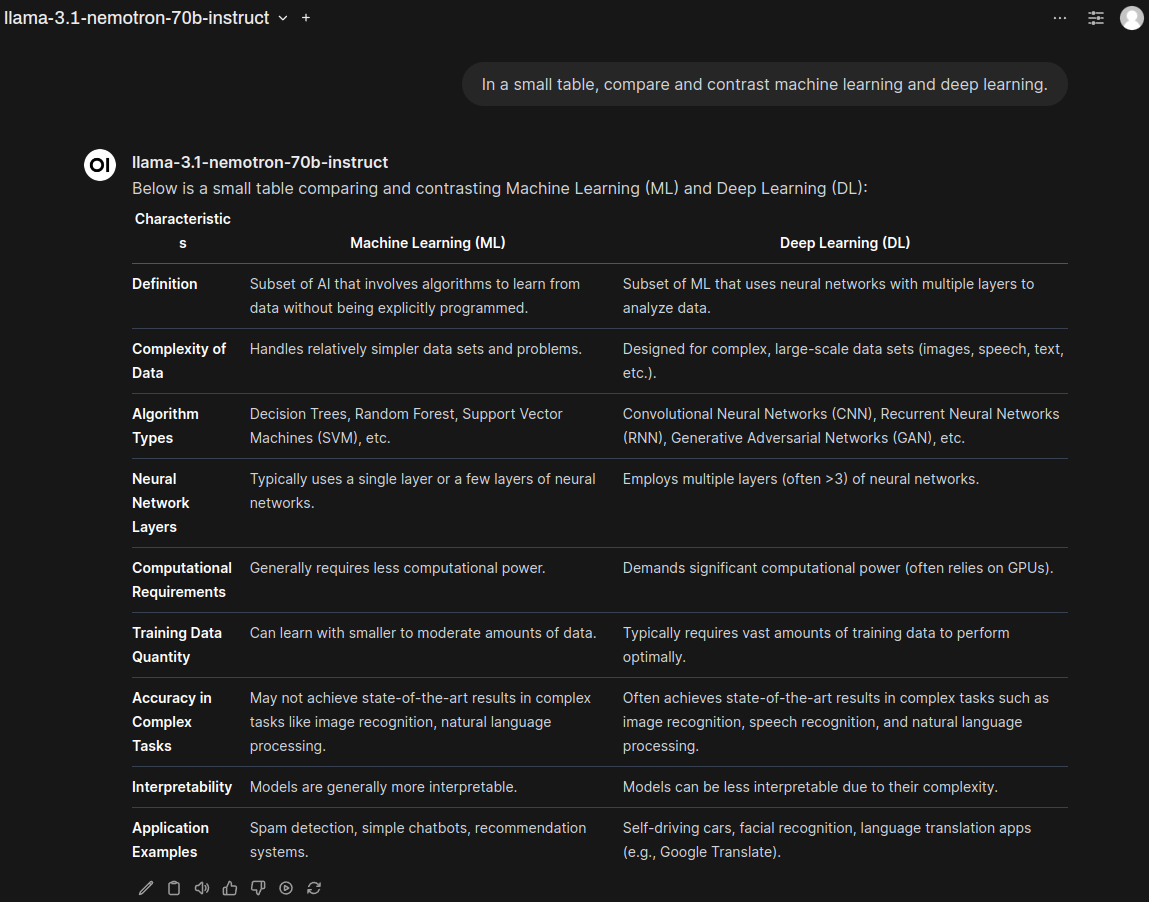 llama-3.1-nemotron-70b-instruct
In a small table, compare and contrast machine learning and deep learning.
OI
llama-3.1-nemotron-70b-instruct
Below is a small table comparing and contrasting Machine Learning (ML) and Deep Learning (DL):
Characteristic
s
Machine Learning (ML)
Deep Learning (DL)
Definition
Subset of AI that involves algorithms to learn from
data without being explicitly programmed.
Subset of ML that uses neural networks with multiple layers to
analyze data.
Complexity of
Data
Handles relatively simpler data sets and problems.
Designed for complex, large-scale data sets (images, speech, text,
etc.).
Algorithm
Types
Decision Trees, Random Forest, Support Vector
Machines (SVM), etc.
Convolutional Neural Networks (CNN), Recurrent Neural Networks
(RNN), Generative Adversarial Networks (GAN), etc.
Neural
Network
Layers
Typically uses a single layer or a few layers of neural
networks.
Employs multiple layers (often >3) of neural networks.
Computational
Requirements
Generally requires less computational power.
Demands significant computational power (often relies on GPUs).
Training Data
Quantity
Can learn with smaller to moderate amounts of data.
Typically requires vast amounts of training data to perform
optimally.
Accuracy in
Complex
Tasks
May not achieve state-of-the-art results in complex
tasks like image recognition, natural language
processing.
Often achieves state-of-the-art results in complex tasks such as
image recognition, speech recognition, and natural language
processing.
Interpretability
Models are generally more interpretable.
Models can be less interpretable due to their complexity.
Application
Examples
Spam detection, simple chatbots, recommendation
systems.
Self-driving cars, facial recognition, language translation apps
(e.g., Google Translate).